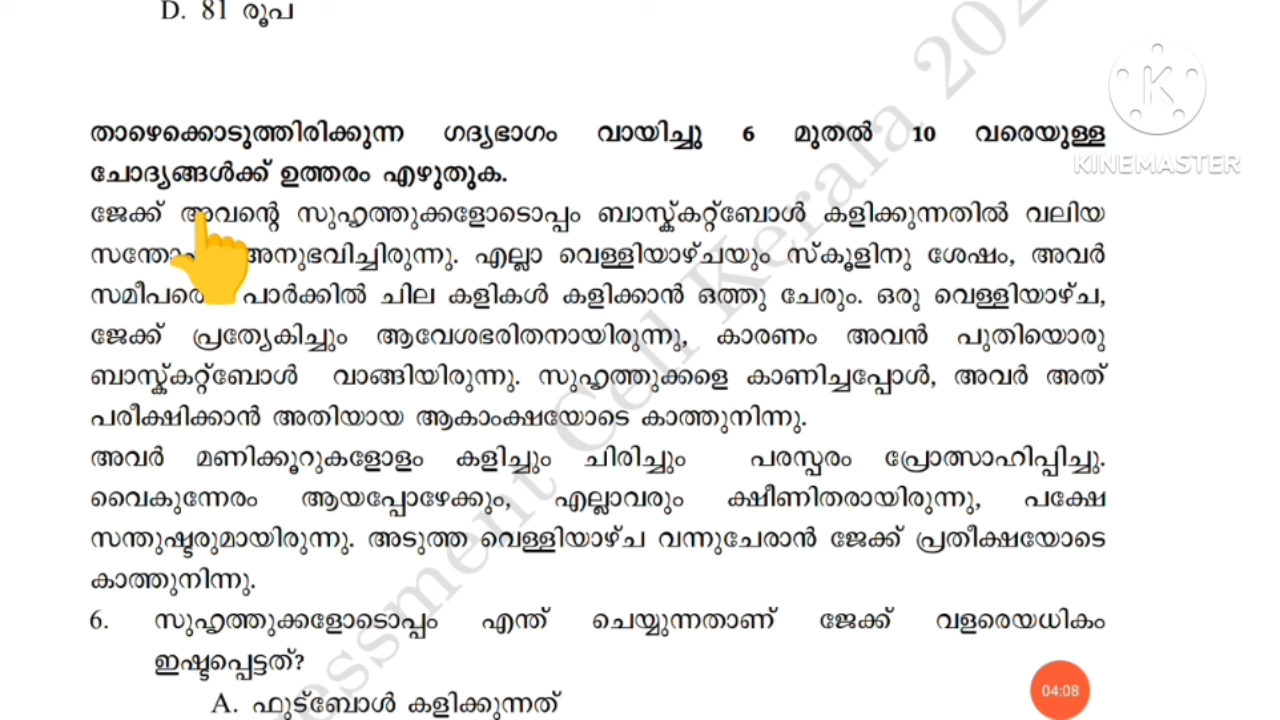 D. 81 രൂപ
KINEMASTER
താഴെക്കൊടുത്തിരിക്കുന്ന ഗദ്യഭാഗം വായിച്ചു 6 മുതൽ 10 വരെയുള്ള
ചോദ്യങ്ങൾക്ക് ഉത്തരം എഴുതുക.
ജേക്ക് അവന്റെ സുഹൃത്തുക്കളോടൊപ്പം ബാസ്കറ്റ്ബോൾ കളിക്കുന്നതിൽ വലിയ
അനുഭവിച്ചിരുന്നു. എല്ലാ വെള്ളിയാഴ്ചയും സ്കൂളിനു ശേഷം, അവർ
പാർക്കിൽ ചില കളികൾ കളിക്കാൻ ഒത്തു ചേരും. ഒരു വെള്ളിയാഴ്ച,
ജേക്ക് പ്രത്യേകിച്ചും ആവേശഭരിതനായിരുന്നു, കാരണം അവൻ പുതിയൊരു
ബാസ്കറ്റ്ബോൾ വാങ്ങിയിരുന്നു. സുഹൃത്തുക്കളെ കാണിച്ചപ്പോൾ, അവർ അത്
പരീക്ഷിക്കാൻ അതിയായ ആകാംക്ഷയോടെ കാത്തുനിന്നു.
അവർ മണിക്കൂറുകളോളം കളിച്ചും ചിരിച്ചും പരസ്പരം പ്രോത്സാഹിപ്പിച്ചു.
വൈകുന്നേരം ആയപ്പോഴേക്കും, എല്ലാവരും ക്ഷീണിതരായിരുന്നു, പക്ഷേ
സന്തുഷ്ടരുമായിരുന്നു. അടുത്ത വെള്ളിയാഴ്ച വന്നുചേരാൻ ജേക്ക് പ്രതീക്ഷയോടെ
കാത്തുനിന്നു.
6. സുഹൃത്തുക്കളോടൊപ്പം എന്ത് ചെയ്യുന്നതാണ് ജേക്ക് വളരെയധികം
ഇഷ്ടപ്പെട്ടത്?
A. ഫുട്ബോൾ കളിക്കുന്നത്
04:08